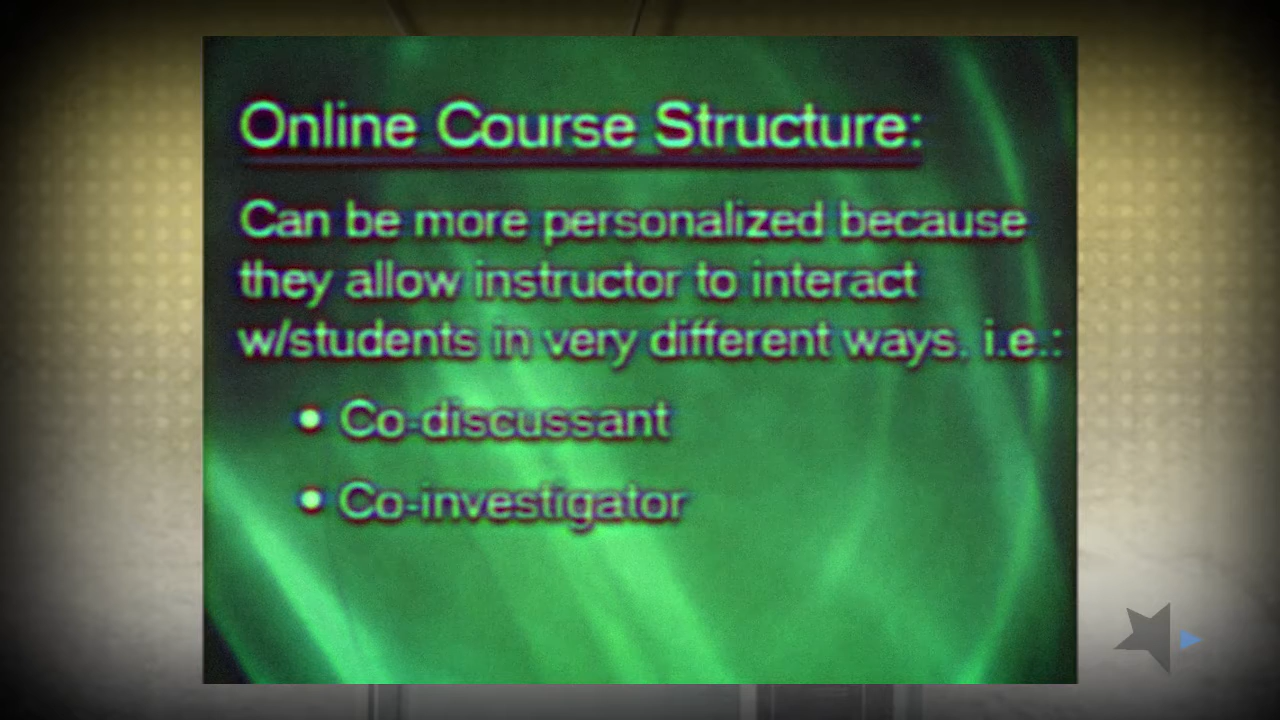 Online Course Structure:
Can be more personalized because
they allow instructor to interact
w/students in very different ways. i.e.:
• Co-discussant
• Co-investigator